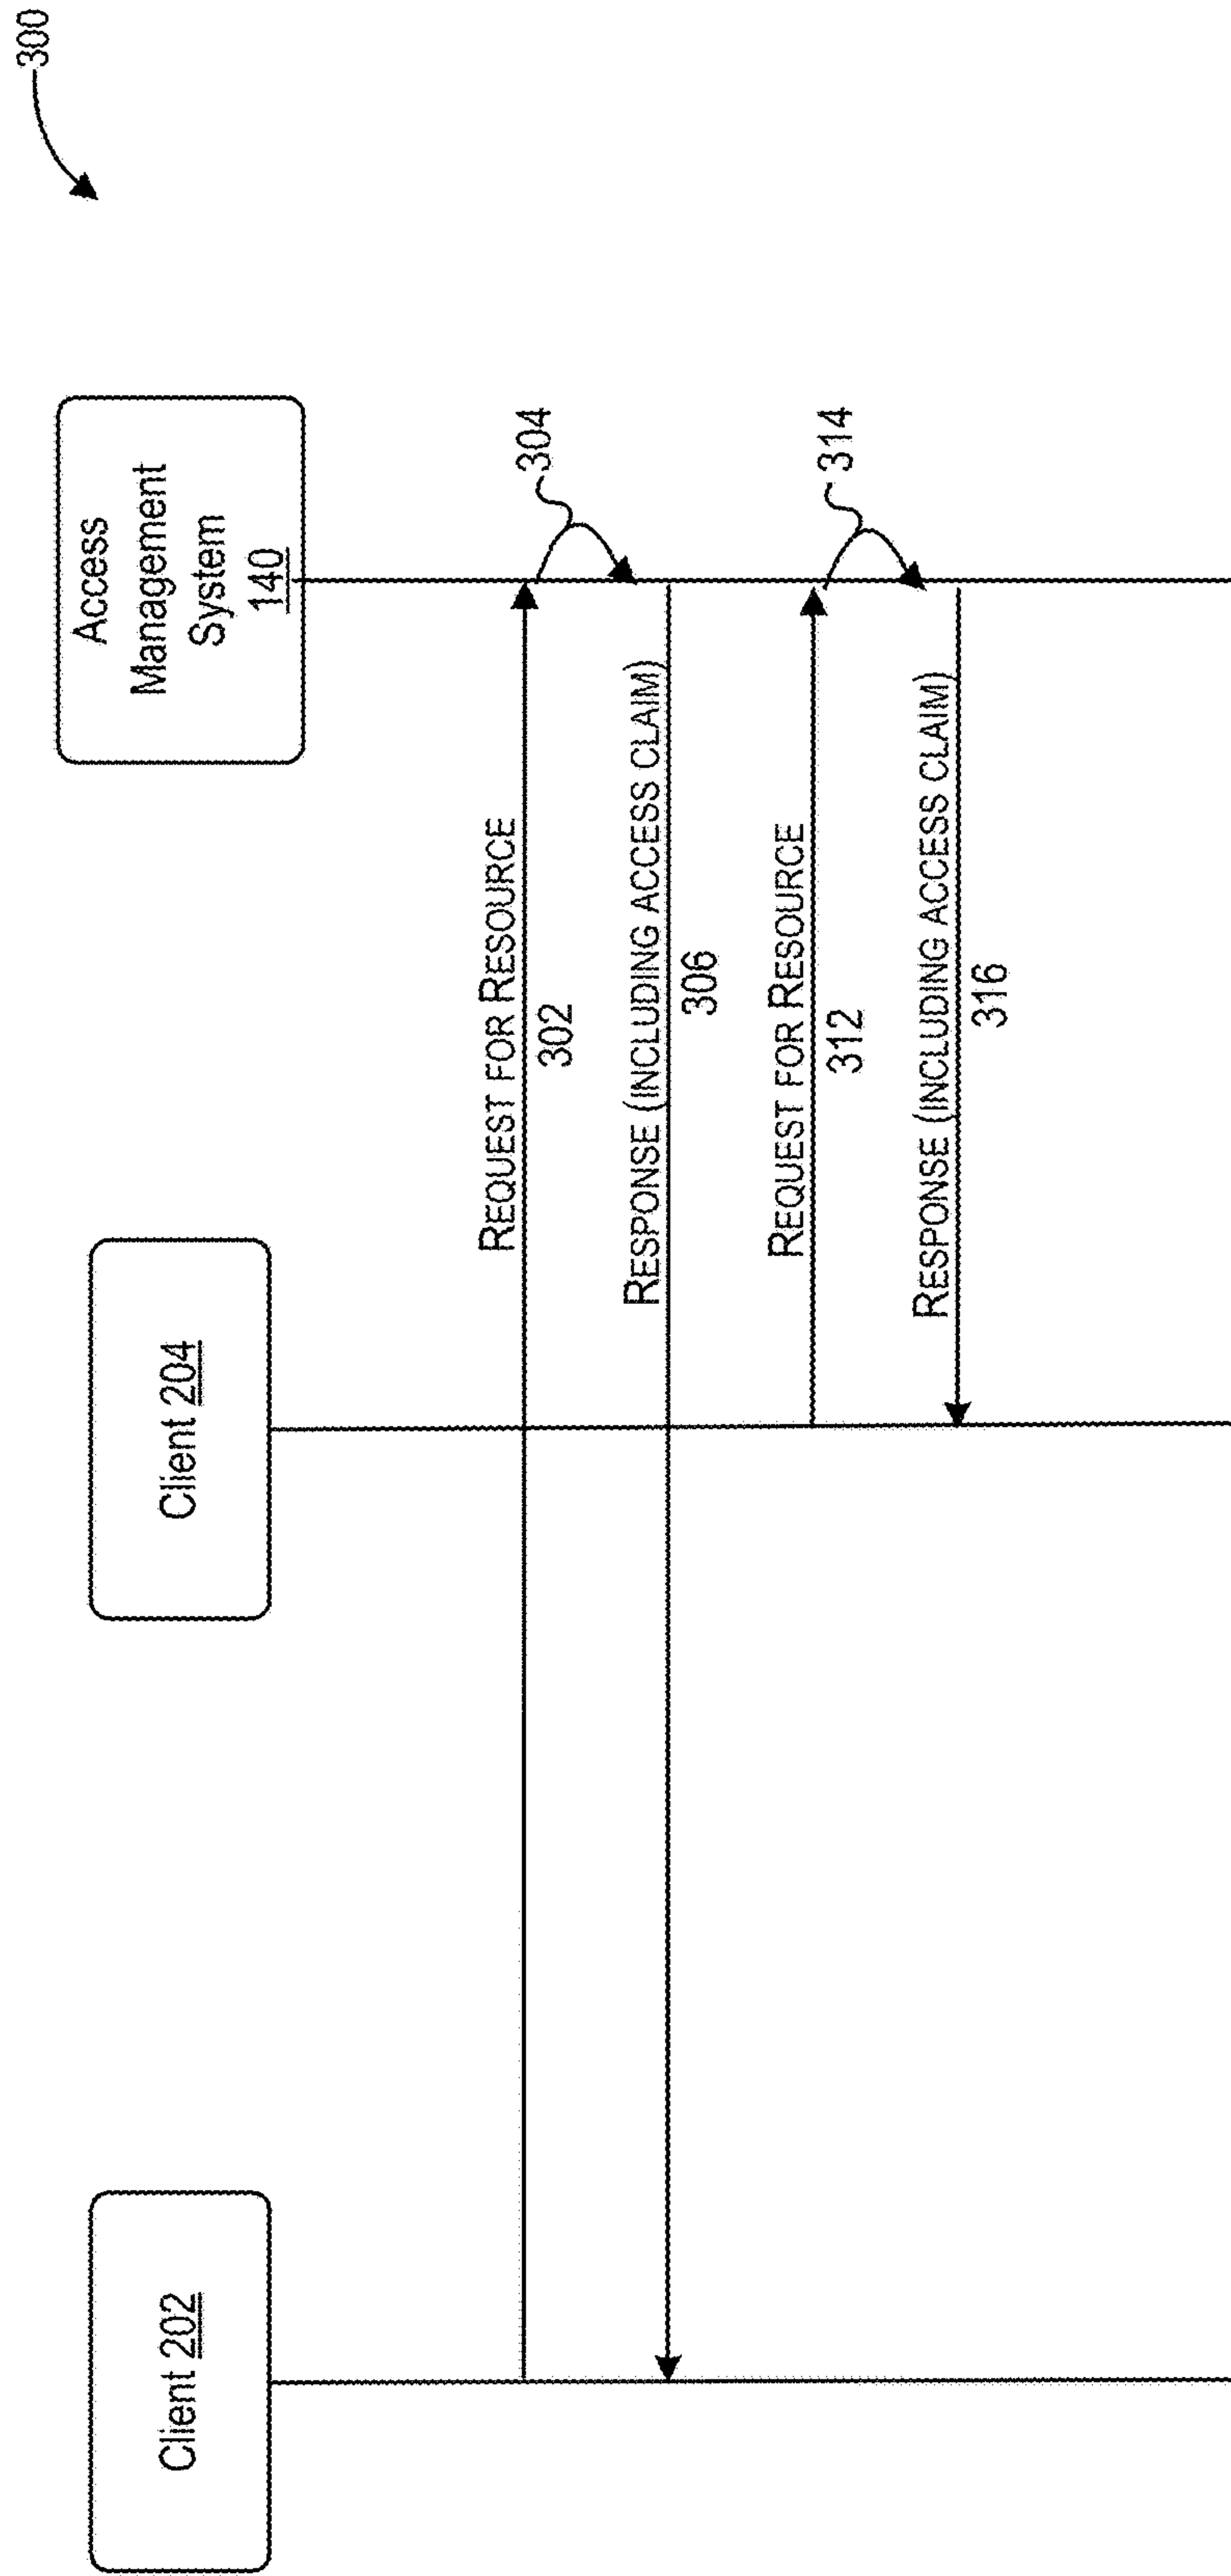 300
Client 202
Client 204
Access
Management
System
140
REQUEST FOR RESOURCE
302
304
RESPONSE (INCLUDING ACCESS CLAIM)
306
REQUEST FOR RESOURCE
312
314
RESPONSE (INCLUDING ACCESS CLAIM)
316